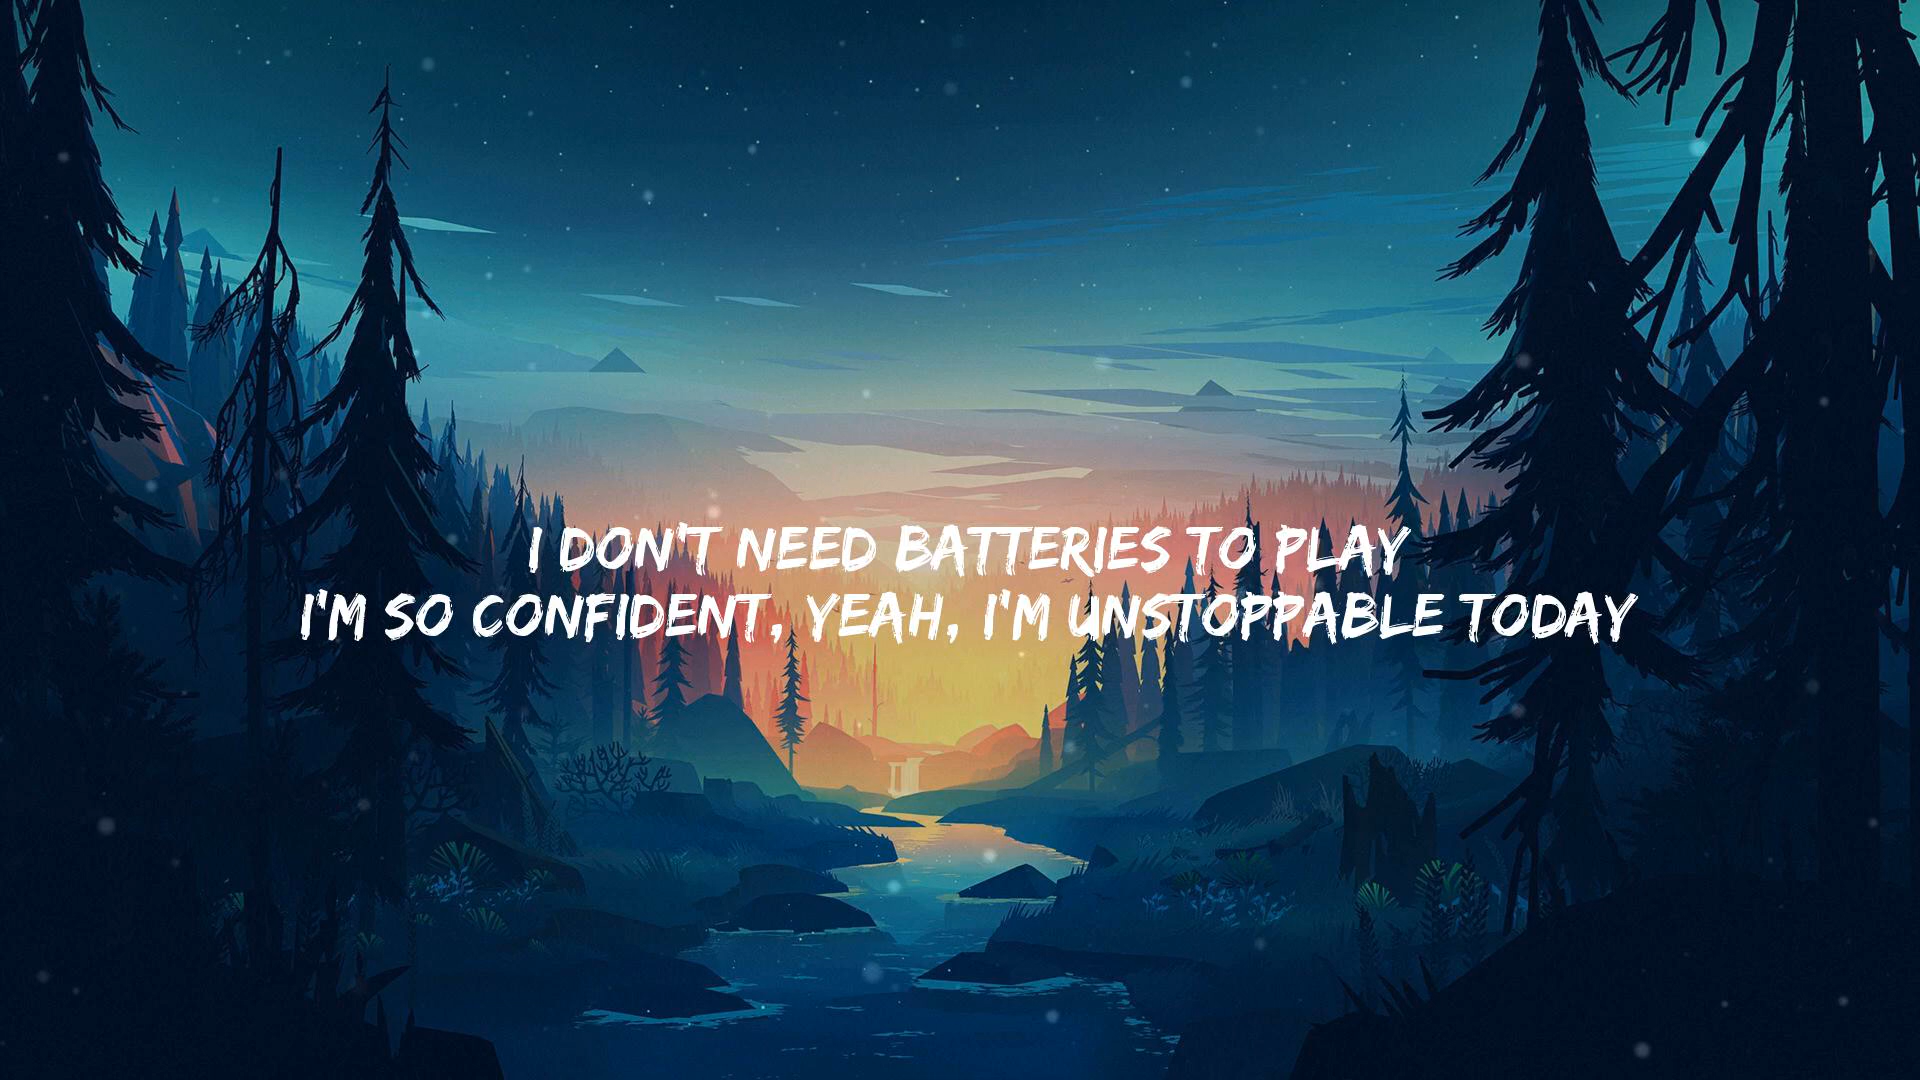 I DON'T NEED BATTERIES TO PLAY
I'M SO CONFIDENT, YEAH, I'M UNSTOPPABLE TODAY